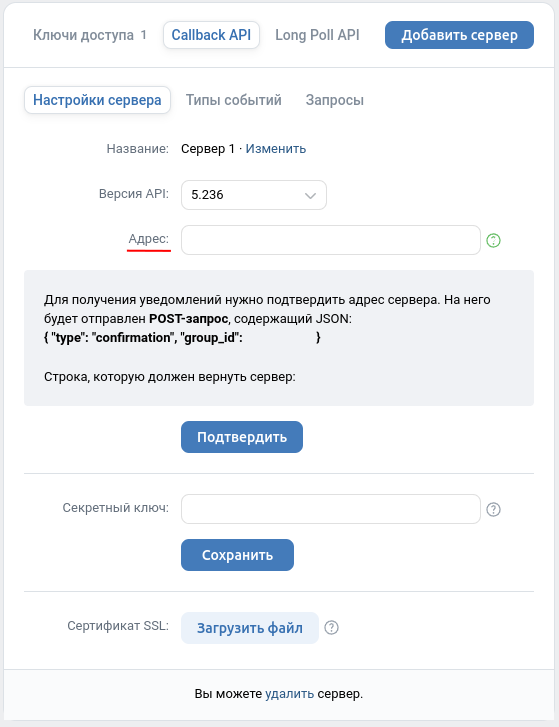 Ключи доступа 1 Callback API Long Poll API Добавить сервер
Настройки сервера Типы событий Запросы
Название: Сервер 1 · Изменить
Версия API: 5.236
Адрес:
Для получения уведомлений нужно подтвердить адрес сервера. На него
будет отправлен POST-запрос, содержащий JSON:
{ "type": "confirmation", "group_id": }
Строка, которую должен вернуть сервер:
Подтвердить
Секретный ключ: ?
Сохранить
Сертификат SSL: Загрузить файл ?
Вы можете удалить сервер.